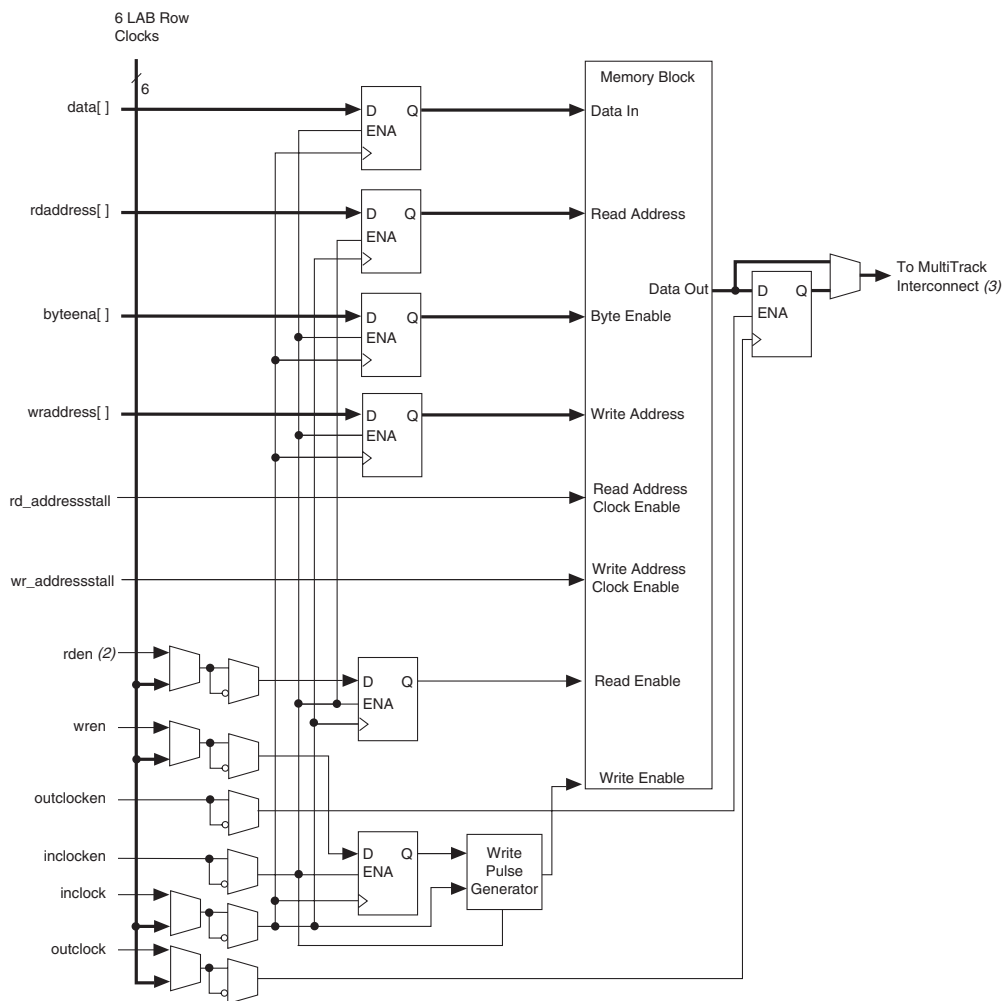 6 LAB Row
Clocks
6
Memory Block
data[ ]
D Q
ENA
Data In
rdaddress[ ]
D Q
ENA
Read Address
To MultiTrack
Interconnect (3)
Data Out
D Q
ENA
byteena[ ]
D Q
ENA
Byte Enable
wraddress[ ]
D Q
ENA
Write Address
rd_addressstall
Read Address
Clock Enable
wr_addressstall
Write Address
Clock Enable
rden (2)
D Q
ENA
Read Enable
wren
Write Enable
outclocken
inclocken
D Q
ENA
Write
Pulse
Generator
inclock
outclock